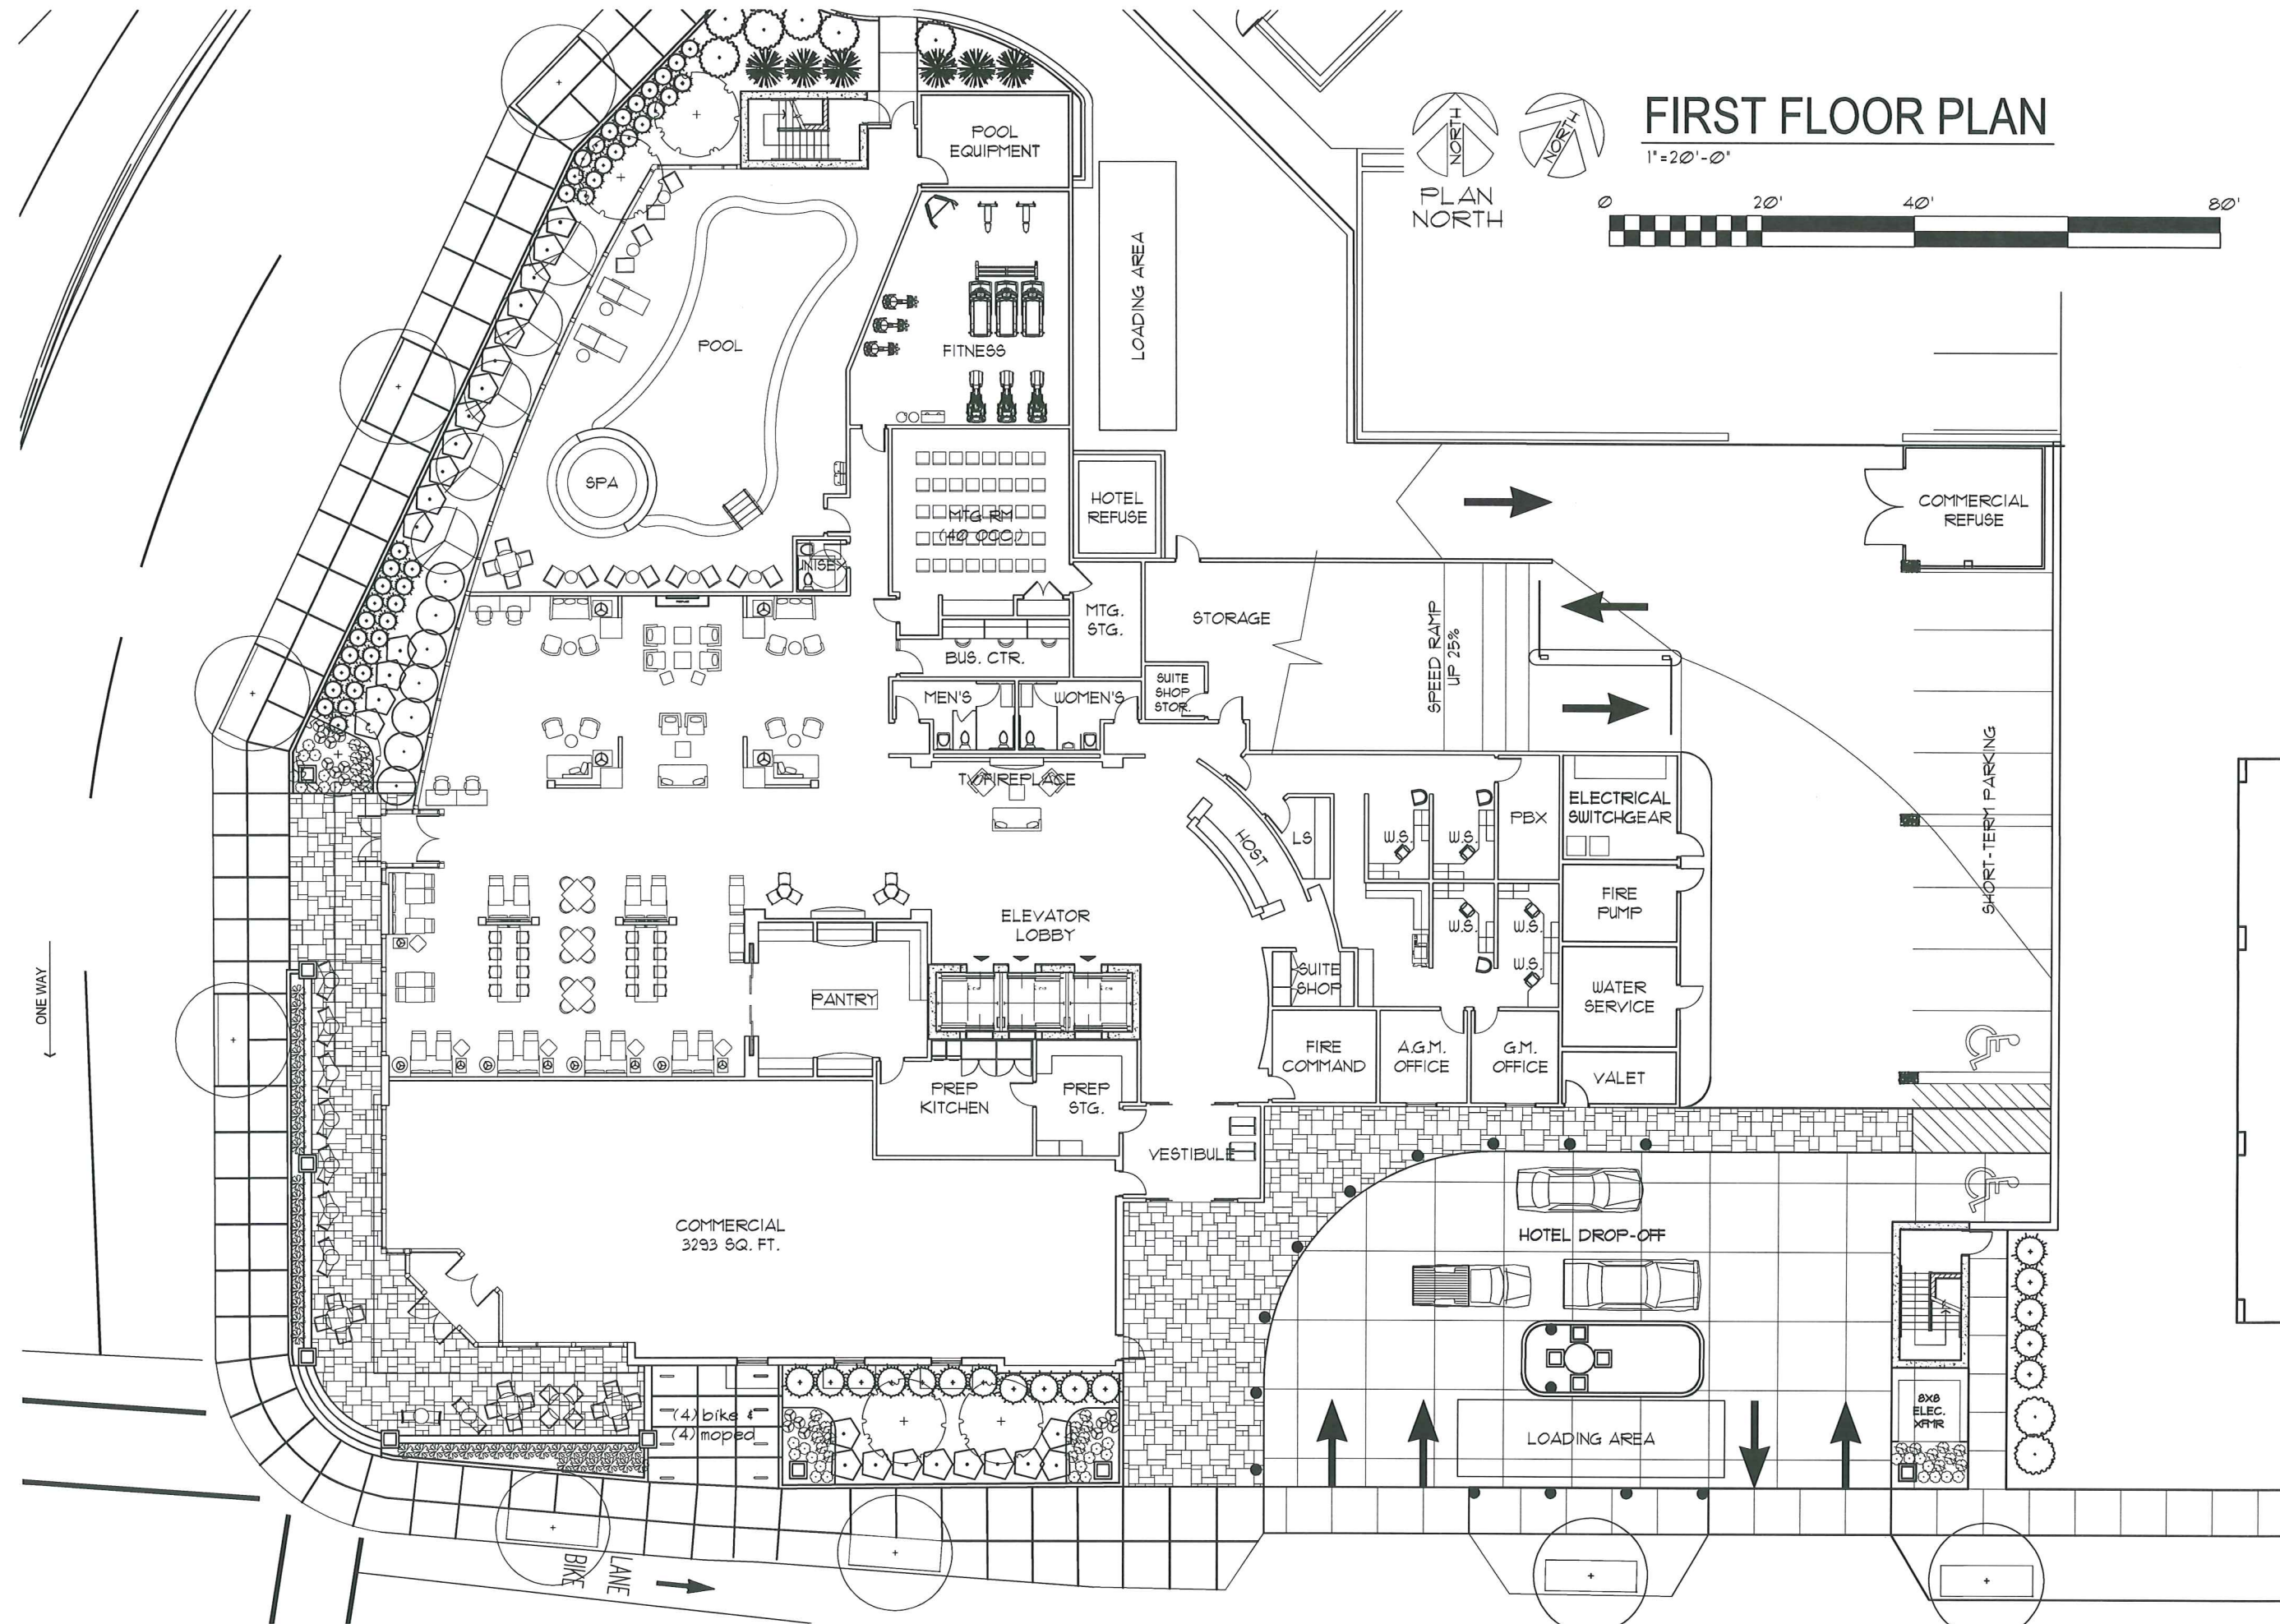 FIRST FLOOR PLAN
1"=20'-0"
NORTH
NORTH
PLAN
NORTH
0
20'
40'
80'
POOL
EQUIPMENT
LOADING AREA
POOL
FITNESS
SPA
MTG RM
(40 OCC.)
HOTEL
REFUSE
COMMERCIAL
REFUSE
UNISEX
MTG.
STG.
STORAGE
SPEED RAMP
UP 25%
BUS. CTR.
SUITE
SHOP
STOR.
MEN'S
WOMEN'S
TV/FIREPLACE
SHORT-TERM PARKING
HOST
LS
W.S.
W.S.
PBX
ELECTRICAL
SWITCHGEAR
FIRE
PUMP
W.S.
W.S.
W.S.
ELEVATOR
LOBBY
SUITE
SHOP
PANTRY
WATER
SERVICE
ONE WAY
FIRE
COMMAND
A.G.M.
OFFICE
G.M.
OFFICE
VALET
PREP
KITCHEN
PREP
STG.
VESTIBULE
COMMERCIAL
3293 SQ. FT.
HOTEL DROP-OFF
(4) bike &
(4) moped
LOADING AREA
8X8
ELEC.
XFMR
BIKE
LANE